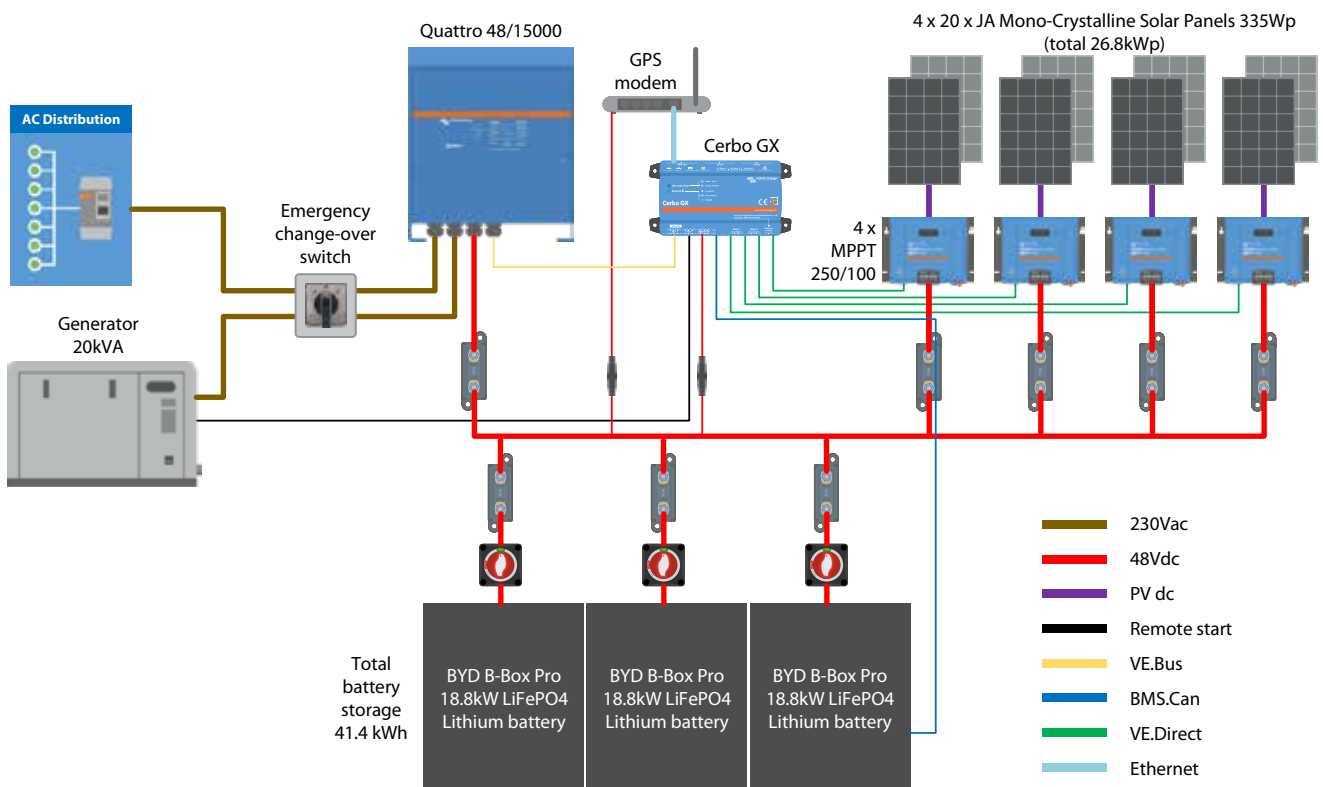 Quattro 48/15000
GPS
modem
4 x 20 x JA Mono-Crystalline Solar Panels 335Wp
(total 26.8kWp)
AC Distribution
Cerbo GX
Cerbo GX
Emergency
change-over
switch
4 x
MPPT
250/100
Generator
20kVA
Total
battery
storage
41.4 kWh
BYD B-Box Pro
18.8kW LiFePO4
Lithium battery
BYD B-Box Pro
18.8kW LiFePO4
Lithium battery
BYD B-Box Pro
18.8kW LiFePO4
Lithium battery
230Vac
48Vdc
PV dc
Remote start
VE.Bus
BMS.Can
VE.Direct
Ethernet